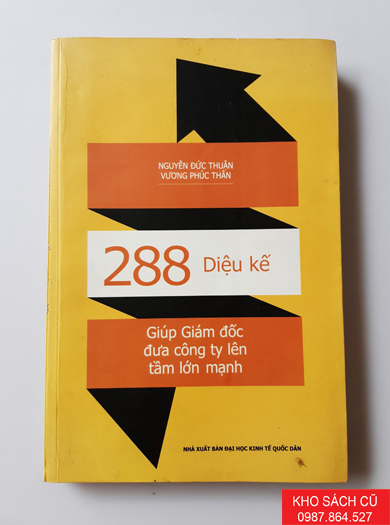 NGUYỄN ĐỨC THUẬN
VƯƠNG PHÚC THẦN
288 Diệu kế
Giúp Giám đốc
đưa công ty lên
tầm lớn mạnh
NHÀ XUẤT BẢN ĐẠI HỌC KINH TẾ QUỐC DÂN
KHO SÁCH CŨ
0987.864.527